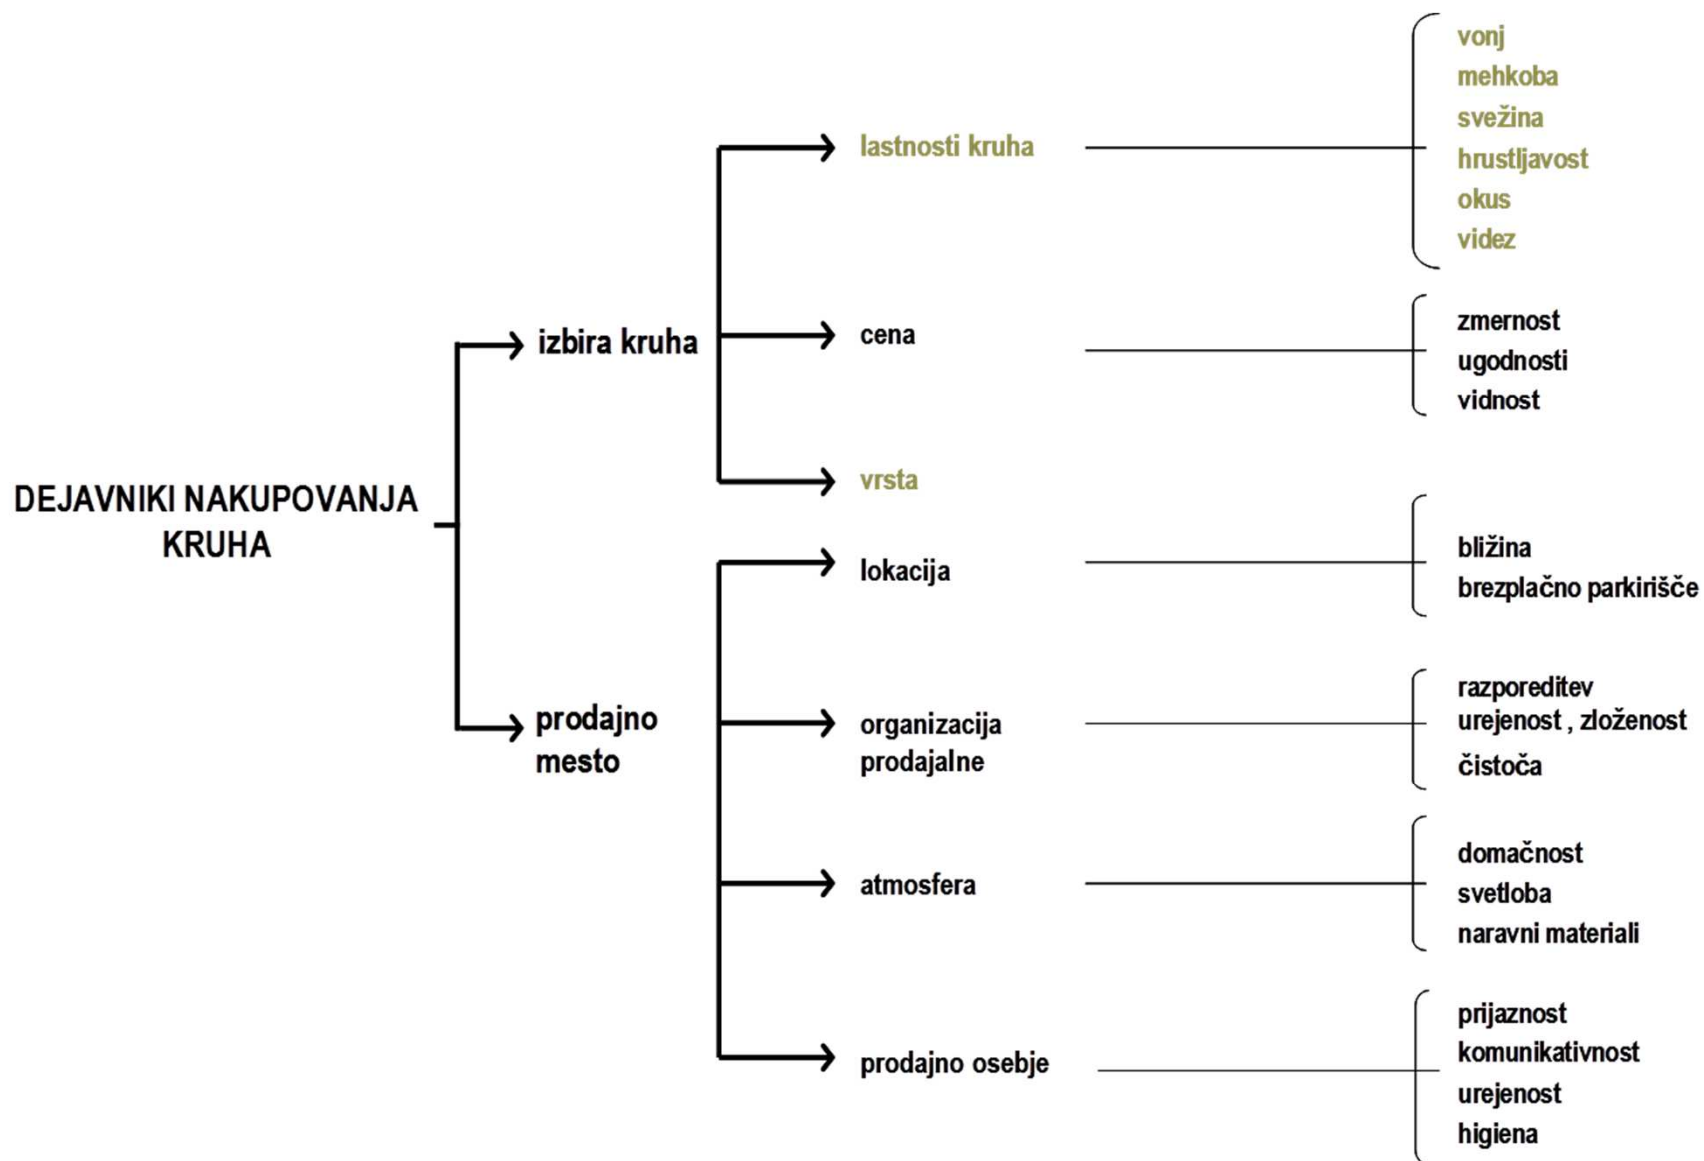 DEJAVNIKI NAKUPOVANJA
KRUHA
izbira kruha
lastnosti kruha
vonj
mehkoba
svežina
hrustljavost
okus
videz
cena
zmernost
ugodnosti
vidnost
vrsta
prodajno
mesto
lokacija
bližina
brezplačno parkirišče
organizacija
prodajalne
razporeditev
urejenost , zloženost
čistoča
atmosfera
domačnost
svetloba
naravni materiali
prodajno osebje
prijaznost
komunikativnost
urejenost
higiena